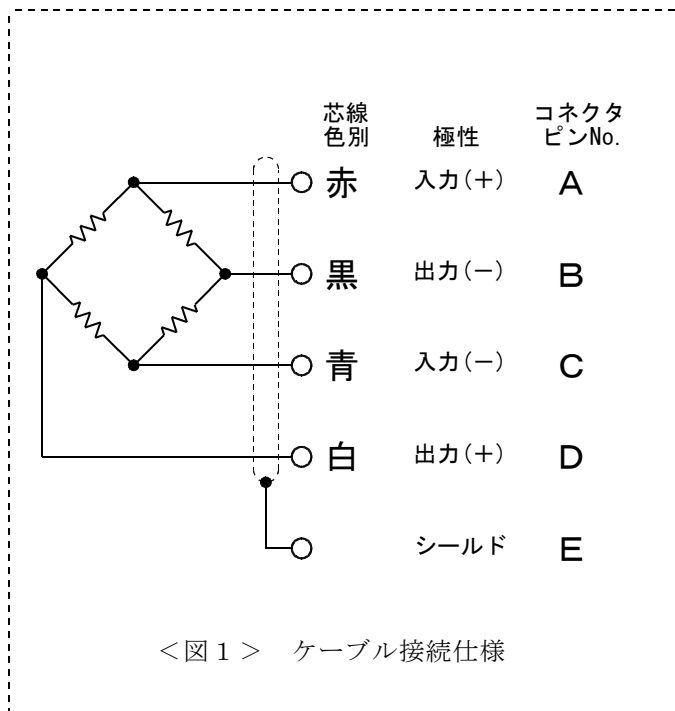 芯線 コネクタ
色別 極性 ピンNo.
赤 入力(+) A
黒 出力(-) B
青 入力(-) C
白 出力(+) D
シールド E
<図1> ケーブル接続仕様